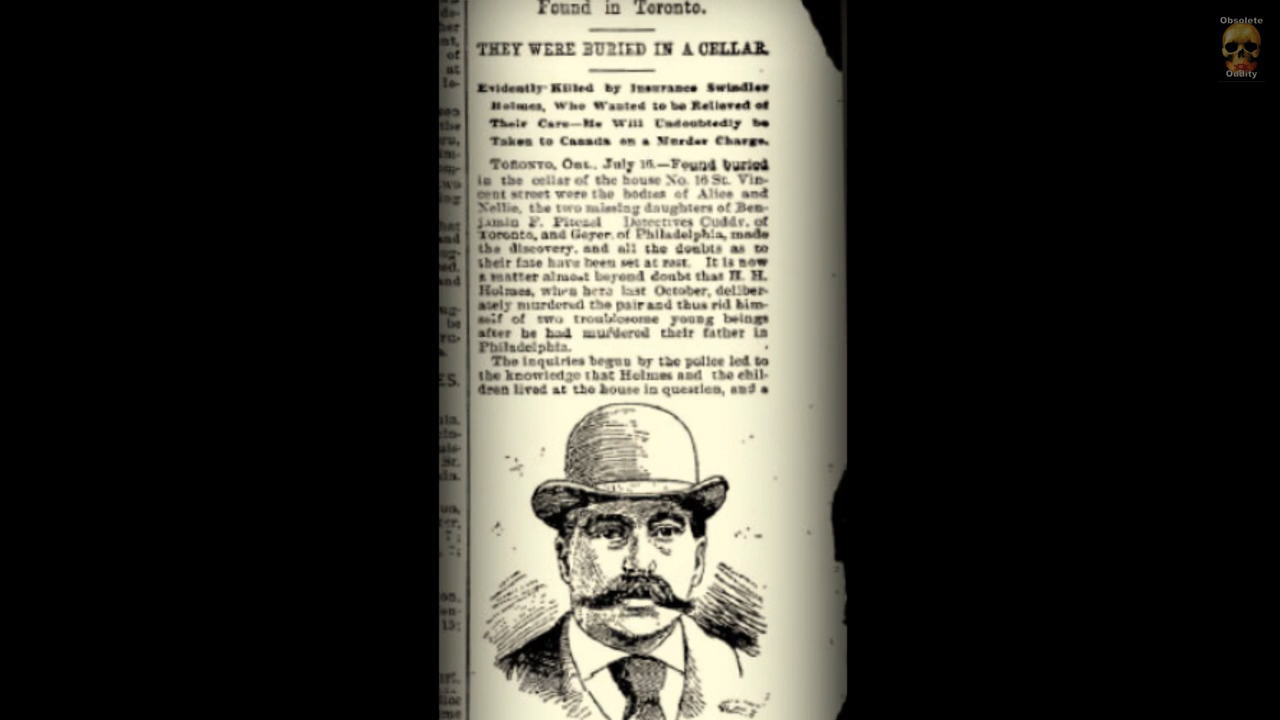 Found in Toronto.
THEY WERE BURIED IN A CELLAR.
Evidently Killed by Insurance Swindler
Holmes, Who Wanted to be Relieved of
Their Care—He Will Undoubtedly be
Taken to Canada on a Murder Charge.
TORONTO, Ont., July 16.—Found buried
in the cellar of the house No. 16 St. Vin-
cent street were the bodies of Alice and
Nellie, the two missing daughters of Ben-
jamin F. Pitezel Detectives Cuddy, of
Toronto, and Geyer, of Philadelphia, made
the discovery, and all the doubts as to
their fate have been set at rest. It is now
a matter almost beyond doubt that H. H.
Holmes, when here last October, deliber-
ately murdered the pair and thus rid him-
self of two troublesome young beings
after he had murdered their father in
Philadelphia.
The inquiries begun by the police led to
the knowledge that Holmes and the chil-
dren lived at the house in question, and a
Obsolete
Oddity